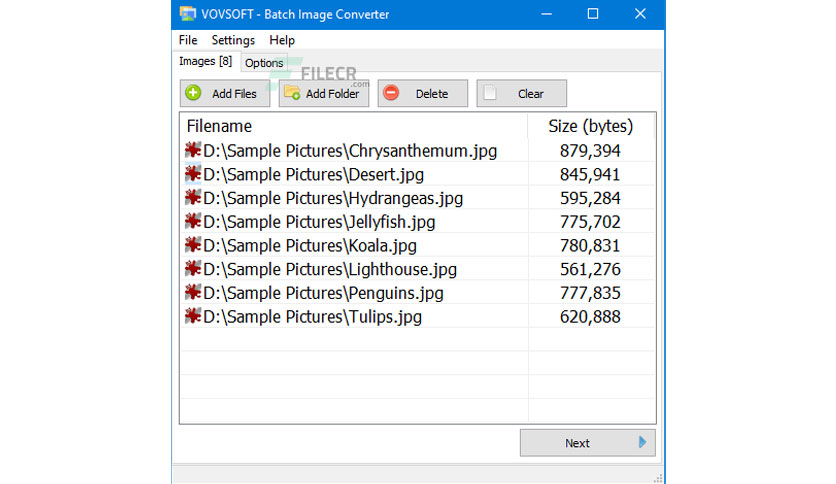 VOVSOFT - Batch Image Converter
File Settings Help
Images [8] Options
FILECR
.com
Add Files Add Folder Delete Clear
Filename Size (bytes)
D:\Sample Pictures\Chrysanthemum.jpg 879,394
D:\Sample Pictures\Desert.jpg 845,941
D:\Sample Pictures\Hydrangeas.jpg 595,284
D:\Sample Pictures\Jellyfish.jpg 775,702
D:\Sample Pictures\Koala.jpg 780,831
D:\Sample Pictures\Lighthouse.jpg 561,276
D:\Sample Pictures\Penguins.jpg 777,835
D:\Sample Pictures\Tulips.jpg 620,888
Next